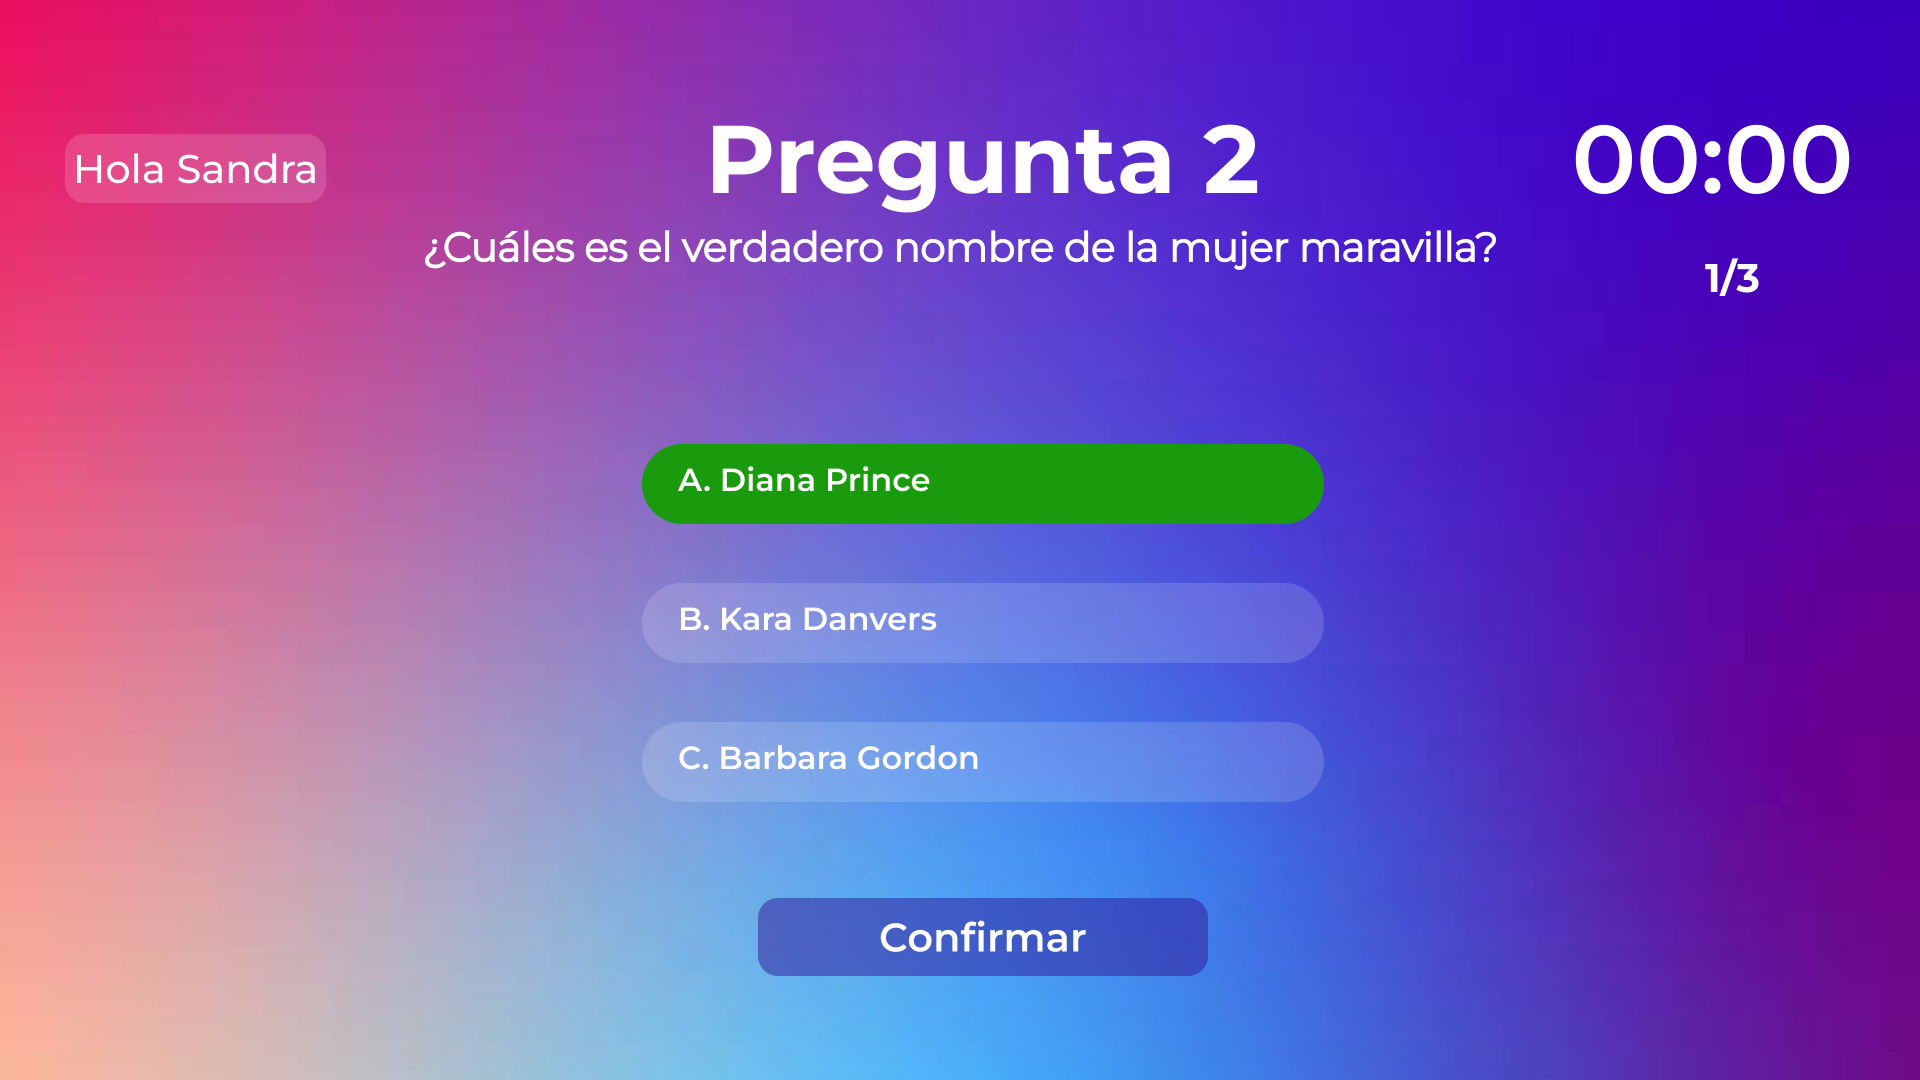 Hola Sandra
Pregunta 2
00:00
¿Cuáles es el verdadero nombre de la mujer maravilla?
1/3
A. Diana Prince
B. Kara Danvers
C. Barbara Gordon
Confirmar